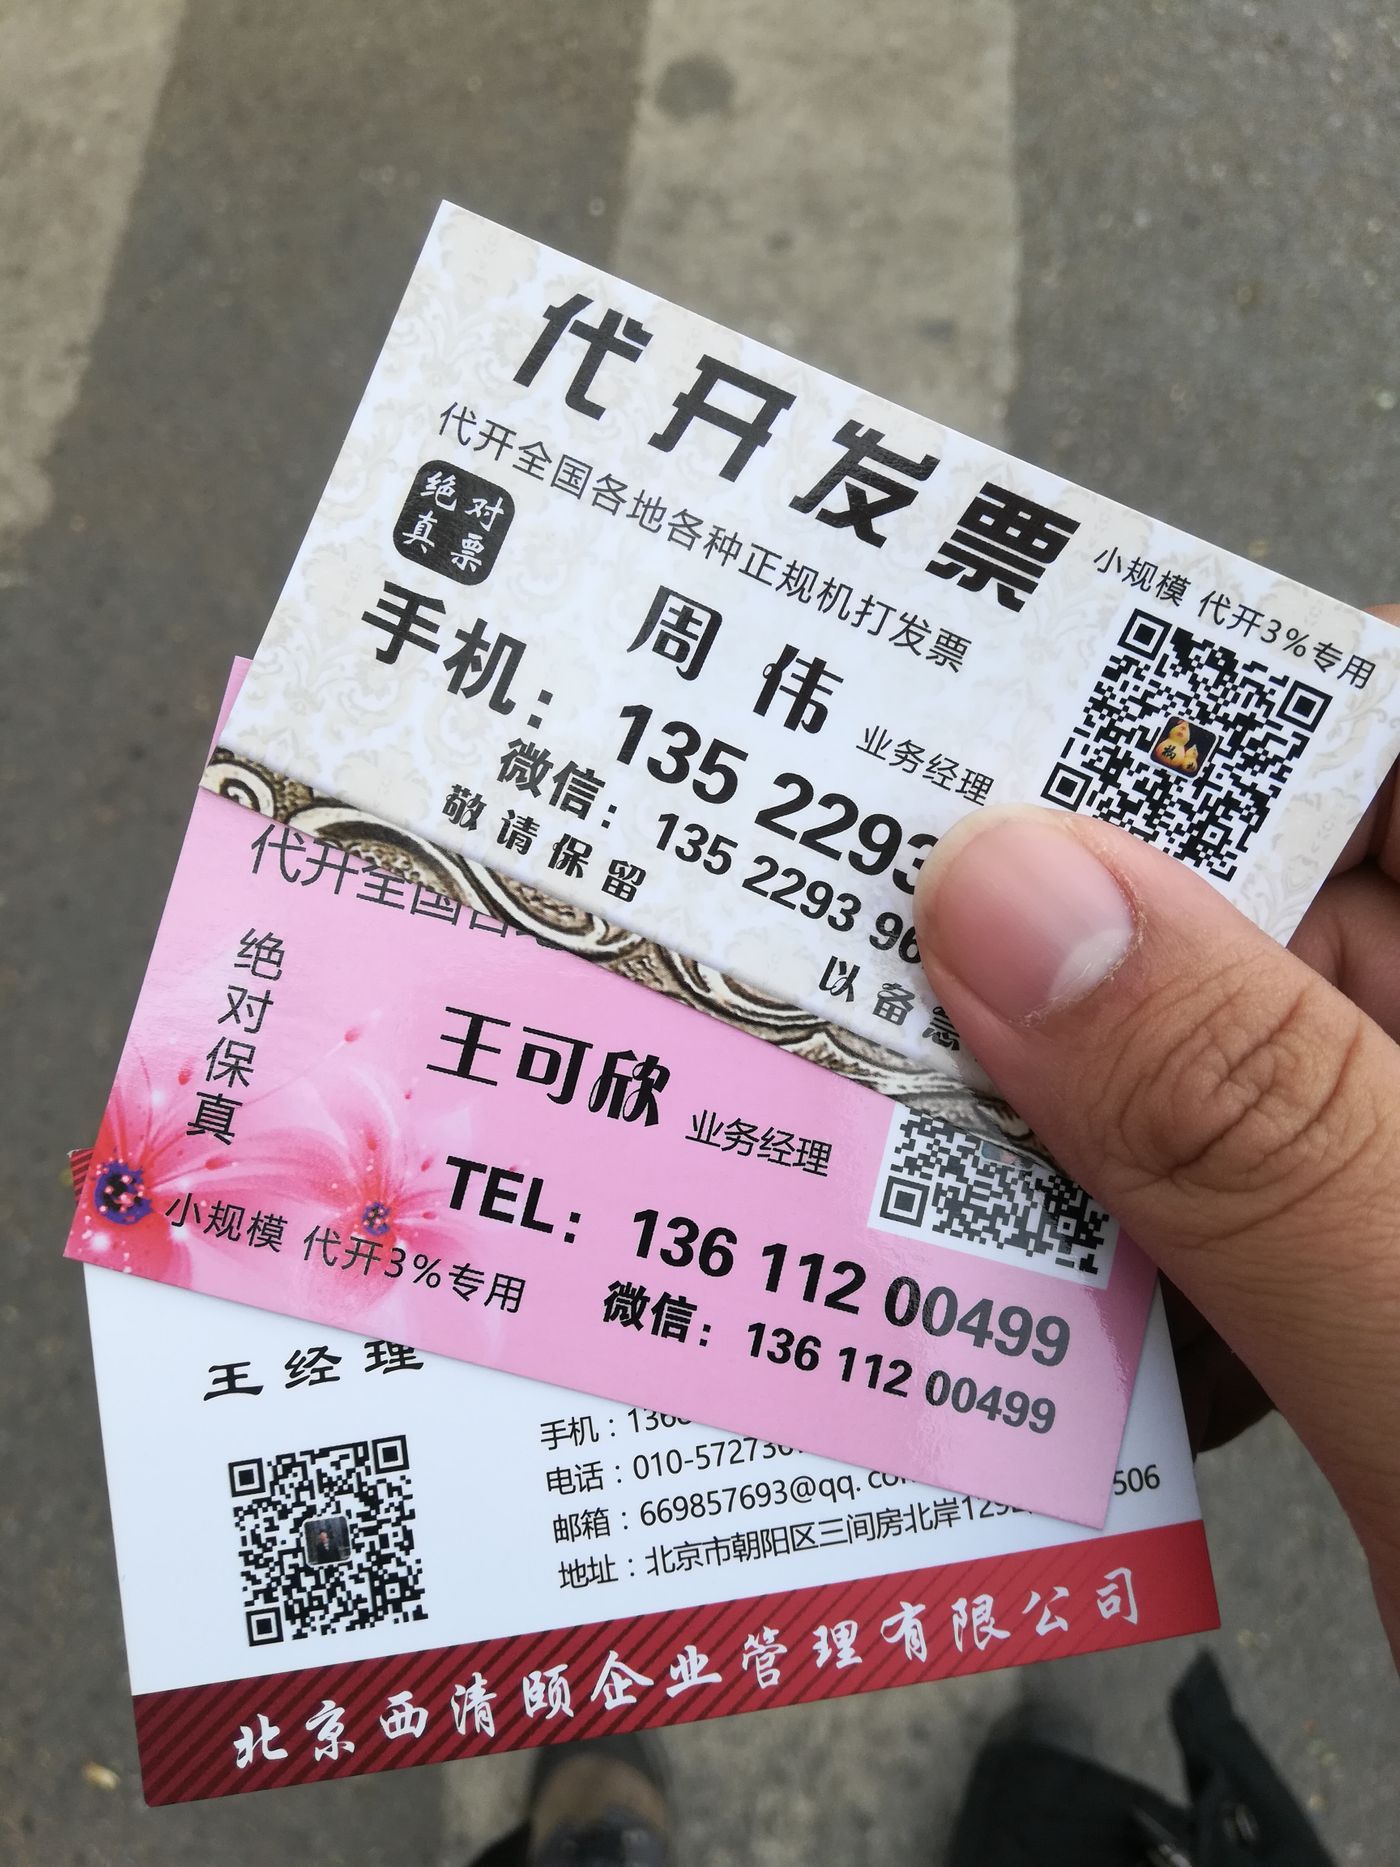 代开发票
代开全国各地各种正规机打发票
小规模 代开3%专用
绝对
真票
周伟 业务经理
手机：135 2293
微信：135 2293 96
敬请保留
以备
代开全国
绝对保真
王可欣 业务经理
TEL：136 112 00499
微信：136 112 00499
小规模 代开3%专用
王经理
手机：136
电话：010-57273
邮箱：669857693@qq.co
地址：北京市朝阳区三间房北岸129 506
北京西清颐企业管理有限公司